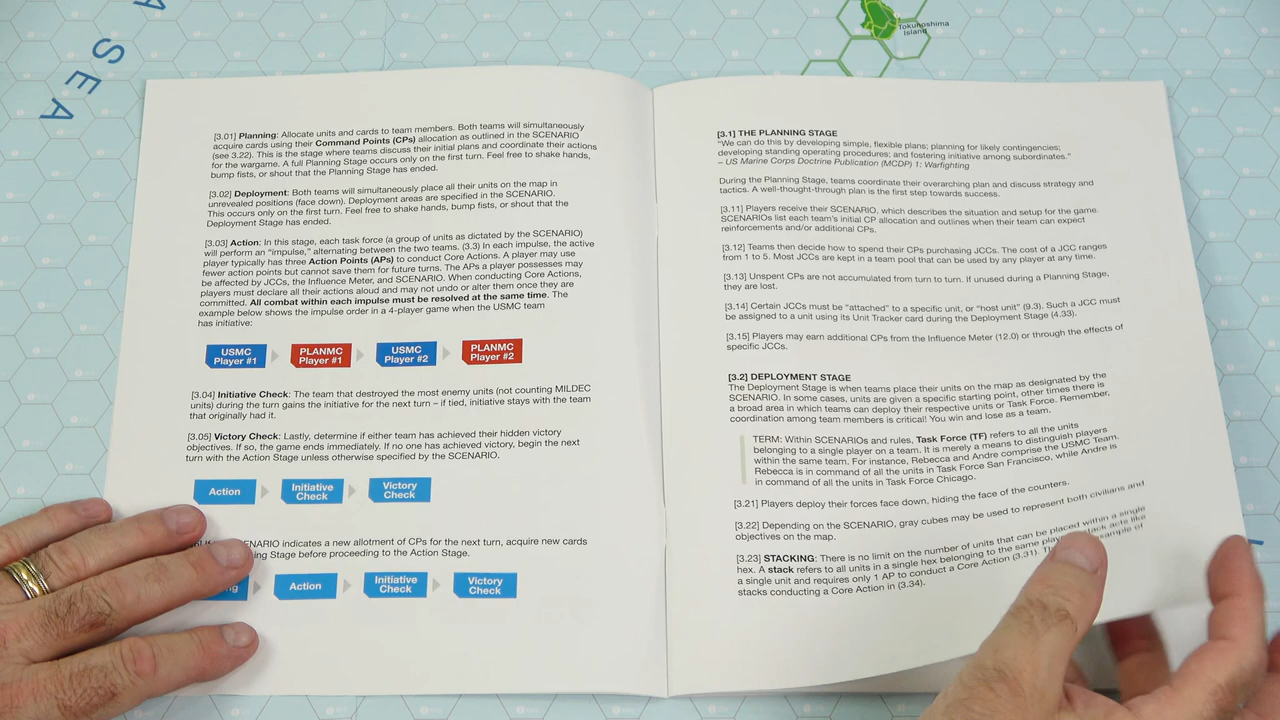 A SEA
Tokunoshima
Island
[3.01] Planning: Allocate units and cards to team members. Both teams will simultaneously
acquire cards using their Command Points (CPs) allocation as outlined in the SCENARIO
(see 3.22). This is the stage where teams discuss their initial plans and coordinate their actions
for the wargame. A full Planning Stage occurs only on the first turn. Feel free to shake hands,
bump fists, or shout that the Planning Stage has ended.
[3.02] Deployment: Both teams will simultaneously place all their units on the map in
unrevealed positions (face down). Deployment areas are specified in the SCENARIO.
This occurs only on the first turn. Feel free to shake hands, bump fists, or shout that the
Deployment Stage has ended.
[3.03] Action: In this stage, each task force (a group of units as dictated by the SCENARIO)
will perform an “impulse,” alternating between the two teams. (3.3) In each impulse, the active
player typically has three Action Points (APs) to conduct Core Actions. A player may use
fewer action points but cannot save them for future turns. The APs a player possesses may
be affected by JCCs, the Influence Meter, and SCENARIO. When conducting Core Actions,
players must declare all their actions aloud and may not undo or alter them once they are
committed. All combat within each impulse must be resolved at the same time. The
example below shows the impulse order in a 4-player game when the USMC team
has initiative:
USMC
Player #1
PLANMC
Player #1
USMC
Player #2
PLANMC
Player #2
[3.04] Initiative Check: The team that destroyed the most enemy units (not counting MILDEC
units) during the turn gains the initiative for the next turn – if tied, initiative stays with the team
that originally had it.
[3.05] Victory Check: Lastly, determine if either team has achieved their hidden victory
objectives. If so, the game ends immediately. If no one has achieved victory, begin the next
turn with the Action Stage unless otherwise specified by the SCENARIO.
Action
Initiative
Check
Victory
Check
indicates a new allotment of CPs for the next turn, acquire new cards
Stage before proceeding to the Action Stage.
Action
Initiative
Check
Victory
Check
[3.1] THE PLANNING STAGE
“We can do this by developing simple, flexible plans; planning for likely contingencies;
developing standing operating procedures; and fostering initiative among subordinates.”
– US Marine Corps Doctrine Publication (MCDP) 1: Warfighting
During the Planning Stage, teams coordinate their overarching plan and discuss strategy and
tactics. A well-thought-through plan is the first step towards success.
[3.11] Players receive their SCENARIO, which describes the situation and setup for the game.
SCENARIOs list each team’s initial CP allocation and outlines when their team can expect
reinforcements and/or additional CPs.
[3.12] Teams then decide how to spend their CPs purchasing JCCs. The cost of a JCC ranges
from 1 to 5. Most JCCs are kept in a team pool that can be used by any player at any time.
[3.13] Unspent CPs are not accumulated from turn to turn. If unused during a Planning Stage,
they are lost.
[3.14] Certain JCCs must be “attached” to a specific unit, or “host unit” (9.3). Such a JCC must
be assigned to a unit using its Unit Tracker card during the Deployment Stage (4.33).
[3.15] Players may earn additional CPs from the Influence Meter (12.0) or through the effects of
specific JCCs.
[3.2] DEPLOYMENT STAGE
The Deployment Stage is when teams place their units on the map as designated by the
SCENARIO. In some cases, units are given a specific starting point, other times there is
a broad area in which teams can deploy their respective units or Task Force. Remember,
coordination among team members is critical! You win and lose as a team.
TERM: Within SCENARIOs and rules, Task Force (TF) refers to all the units
belonging to a single player on a team. It is merely a means to distinguish players
within the same team. For instance, Rebecca and Andre comprise the USMC Team.
Rebecca is in command of all the units in Task Force San Francisco, while Andre is
in command of all the units in Task Force Chicago.
[3.21] Players deploy their forces face down, hiding the face of the counters.
[3.22] Depending on the SCENARIO, gray cubes may be used to represent both civilians and
objectives on the map.
[3.23] STACKING: There is no limit on the number of units that can be placed within a single
hex. A stack refers to all units in a single hex belonging to the same stack acts like
a single unit and requires only 1 AP to conduct a Core Action (3.31). of
stacks conducting a Core Action in (3.34).